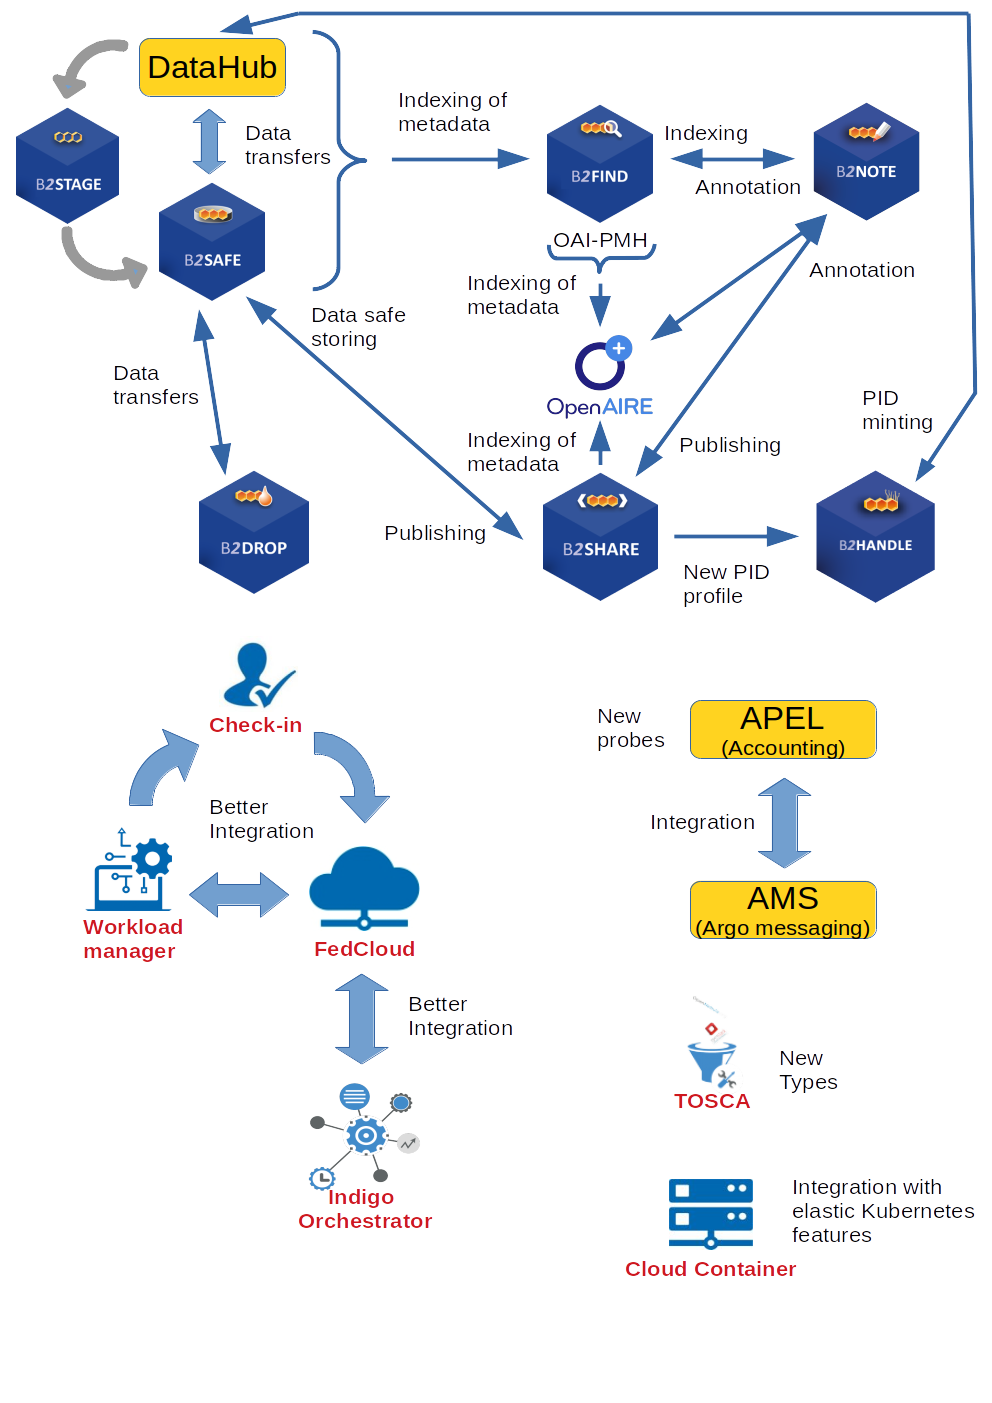 DataHub
Data
transfers
Indexing of
metadata
Indexing
Annotation
B2STAGE
B2FIND
B2NOTE
B2SAFE
OAI-PMH
Annotation
Indexing of
metadata
Data safe
storing
Data
transfers
OpenAIRE
PID
minting
Indexing of
metadata
Publishing
Publishing
B2DROP
B2SHARE
B2HANDLE
New PID
profile
Check-in
New
probes
APEL
(Accounting)
Better
Integration
Integration
AMS
(Argo messaging)
Workload
manager
FedCloud
Better
Integration
New
Types
TOSCA
Indigo
Orchestrator
Integration with
elastic Kubernetes
features
Cloud Container